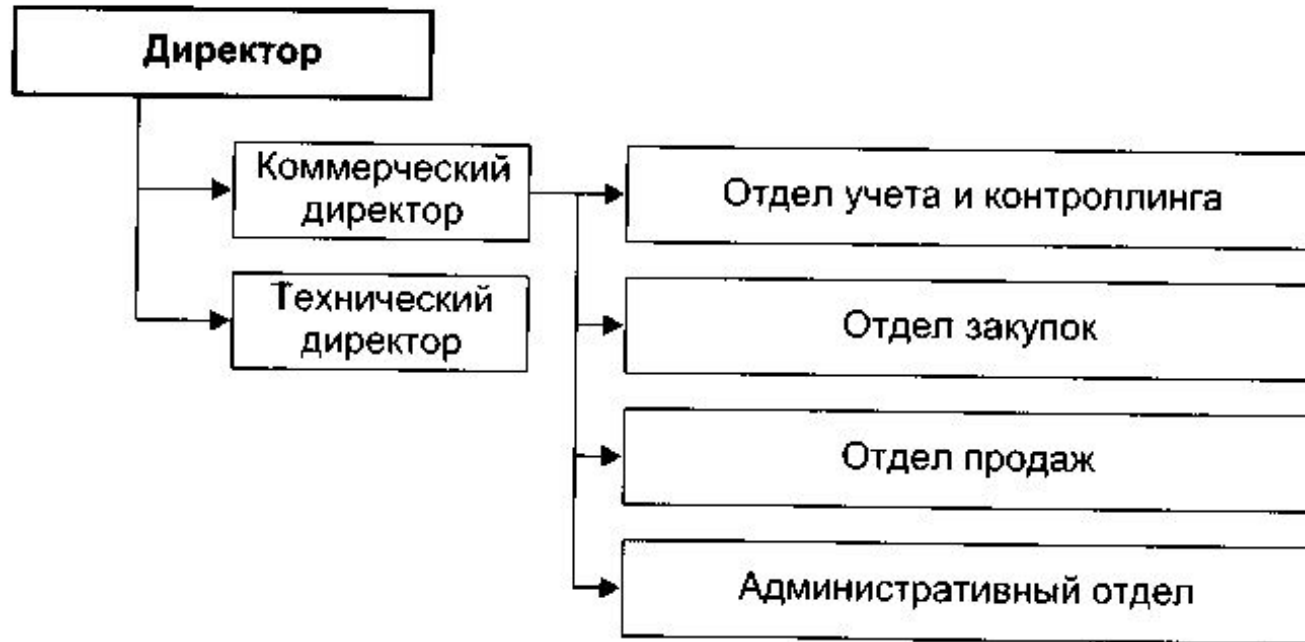 Директор
Коммерческий
директор
Технический
директор
Отдел учета и контроллинга
Отдел закупок
Отдел продаж
Административный отдел